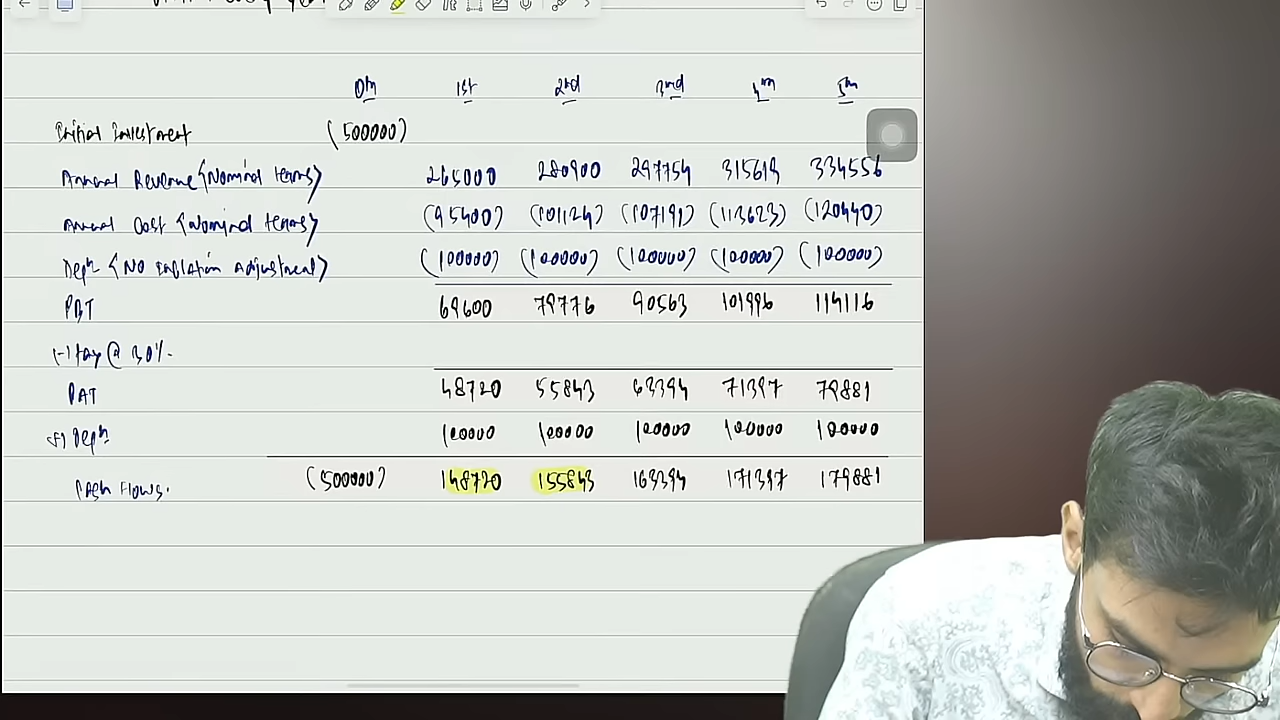 0th 1st 2nd 3rd 4th 5th
Initial Investment (500000)
Annual Revenue {Nominal terms} 265000 280900 297754 315619 334556
Annual Cost {Nominal terms} (95400) (101124) (107191) (113623) (120440)
Depn {No Inflation adjustment} (100000) (100000) (100000) (100000) (100000)
PBT 69600 79776 90563 101996 114116
(-) tax @ 30%.
PAT 48720 55843 63394 71397 79881
(+) Depn 100000 100000 100000 100000 100000
Cash flows. (500000) 148720 155843 163394 171397 179881